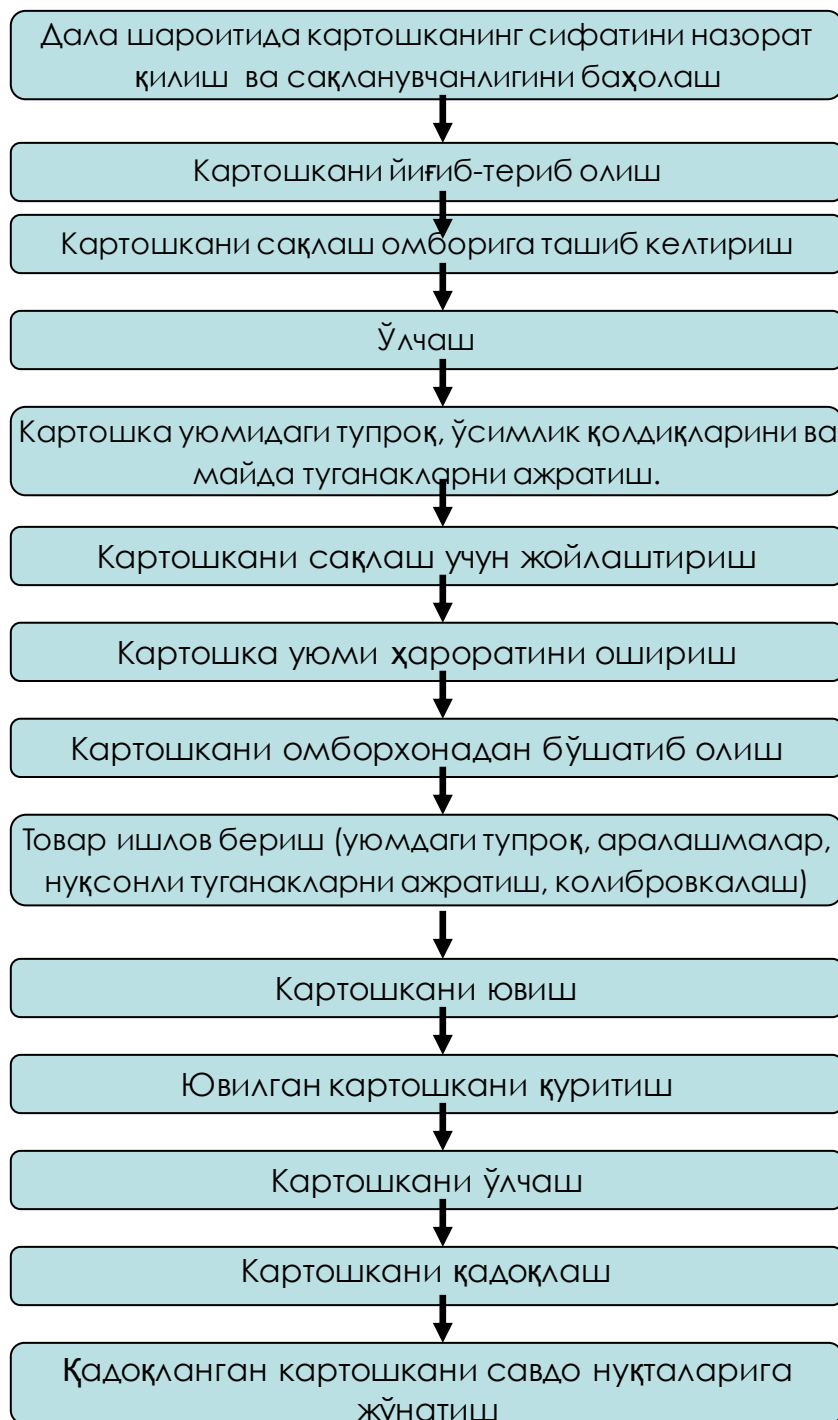 Дала шароитида картошканинг сифатини назорат
қилиш ва сақланувчанлигини баҳолаш
Картошкани йиғиб-териб олиш
Картошкани сақлаш омборига ташиб келтириш
Ўлчаш
Картошка уюмидаги тупроқ, ўсимлик қолдиқларини ва
майда туганакларни ажратиш.
Картошкани сақлаш учун жойлаштириш
Картошка уюми ҳароратини ошириш
Картошкани омборхонадан бўшатиб олиш
Товар ишлов бериш (уюмдаги тупроқ, аралашмалар,
нуқсонли туганакларни ажратиш, колибровкалаш)
Картошкани ювиш
Ювилган картошкани қуритиш
Картошкани ўлчаш
Картошкани қадоқлаш
Қадоқланган картошкани савдо нуқталарига
жўнатиш